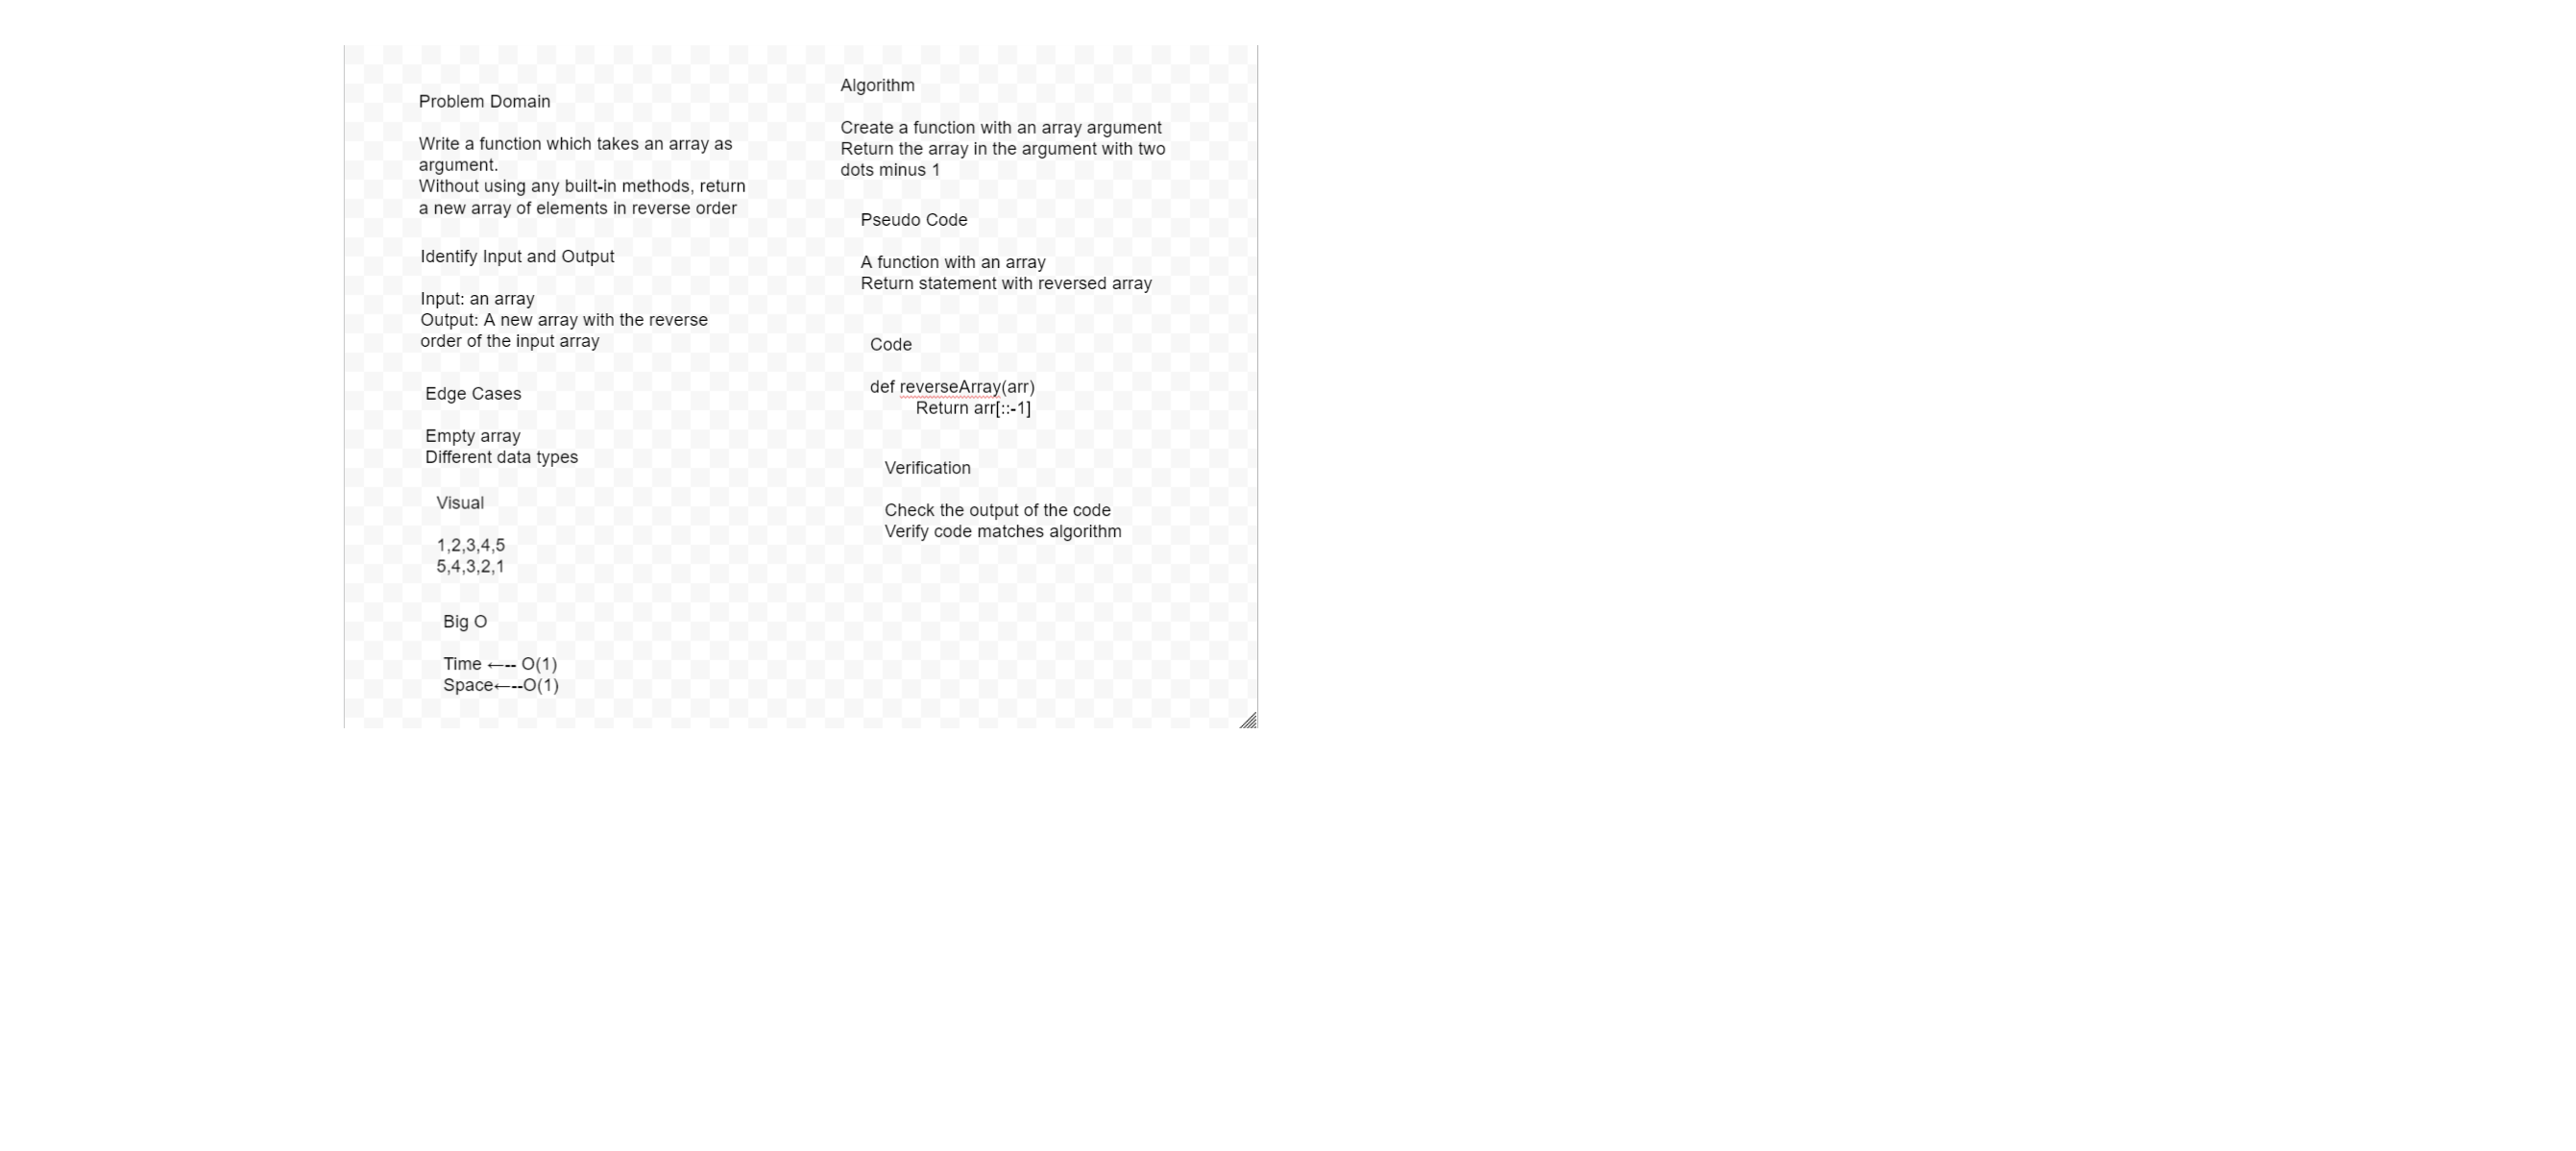 Problem Domain
Write a function which takes an array as
argument.
Without using any built-in methods, return
a new array of elements in reverse order
Identify Input and Output
Input: an array
Output: A new array with the reverse
order of the input array
Edge Cases
Empty array
Different data types
Visual
1,2,3,4,5
5,4,3,2,1
Big O
Time <--- O(1)
Space<---O(1)
Algorithm
Create a function with an array argument
Return the array in the argument with two
dots minus 1
Pseudo Code
A function with an array
Return statement with reversed array
Code
def reverseArray(arr)
Return arr[::-1]
Verification
Check the output of the code
Verify code matches algorithm